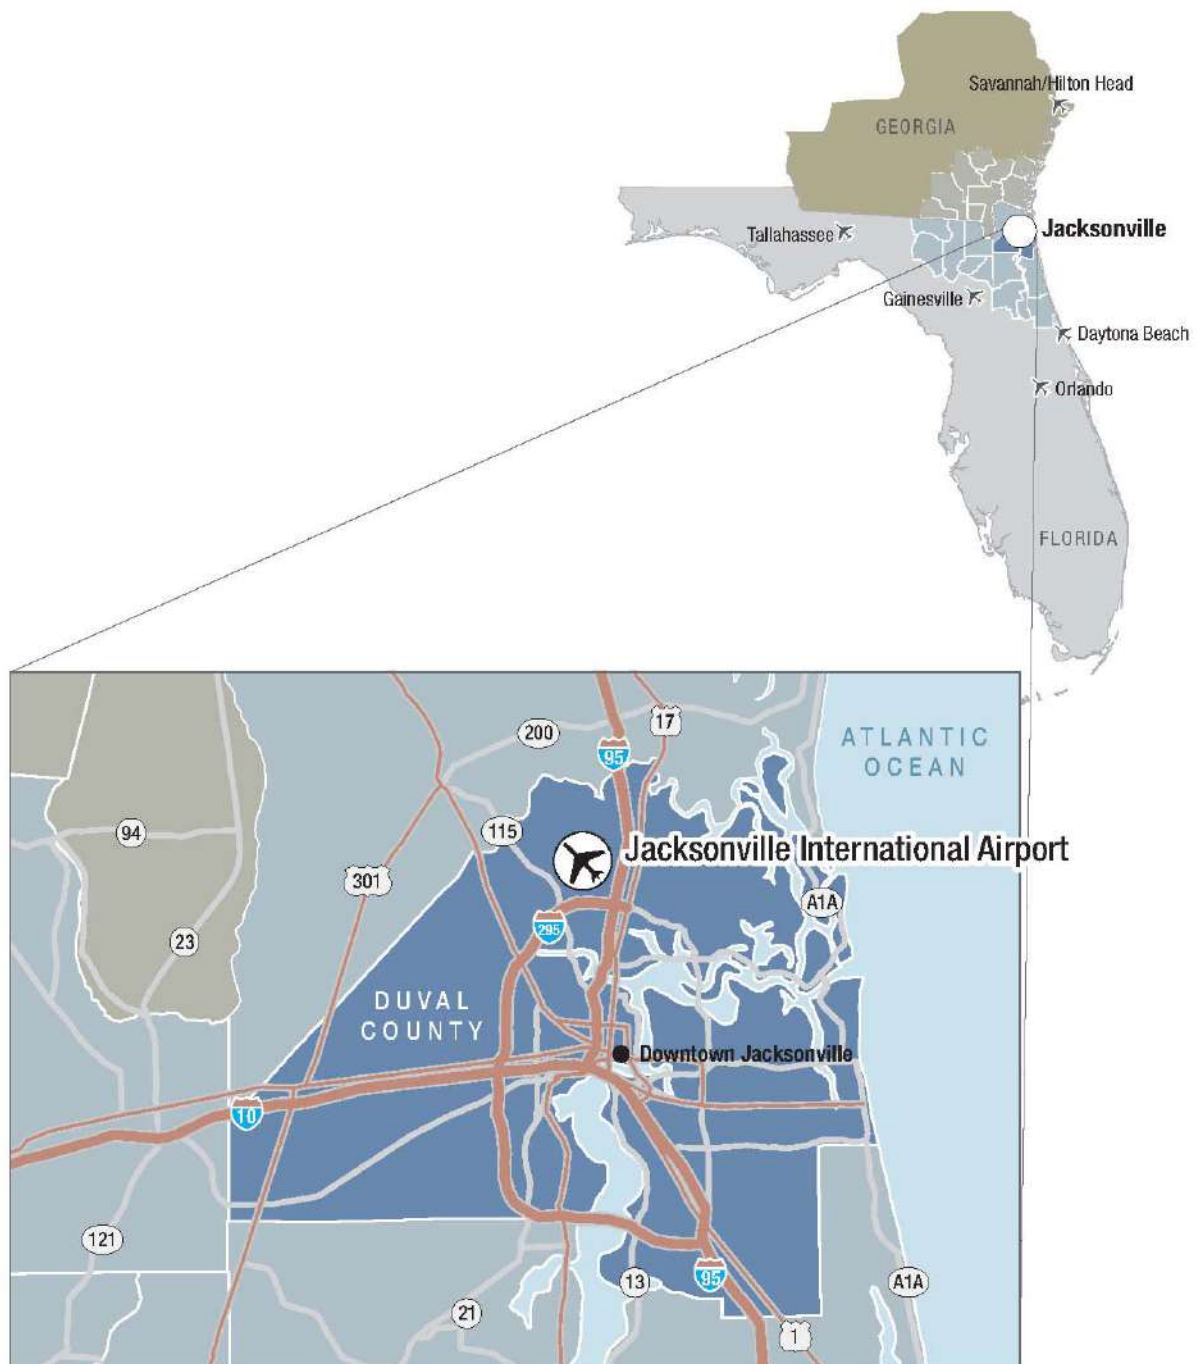 Savannah/Hilton Head
GEORGIA
Jacksonville
Tallahassee
Gainesville
Daytona Beach
Orlando
FLORIDA
200
17
95
ATLANTIC
OCEAN
94
115
Jacksonville International Airport
301
A1A
295
23
DUVAL
COUNTY
Downtown Jacksonville
10
121
95
13
A1A
21
1